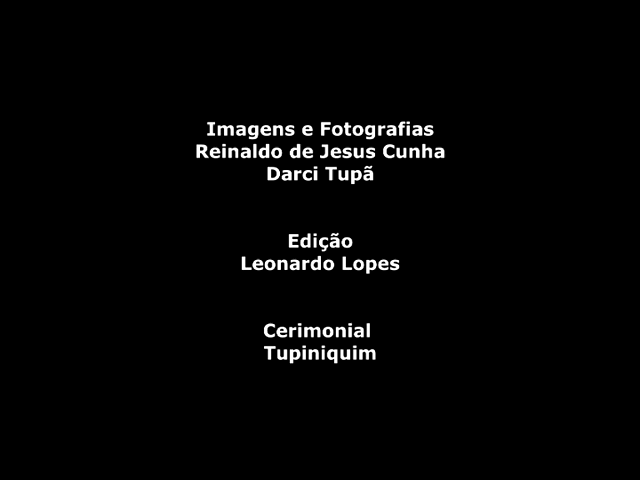 Imagens e Fotografias
Reinaldo de Jesus Cunha
Darci Tupã
Edição
Leonardo Lopes
Cerimonial
Tupiniquim